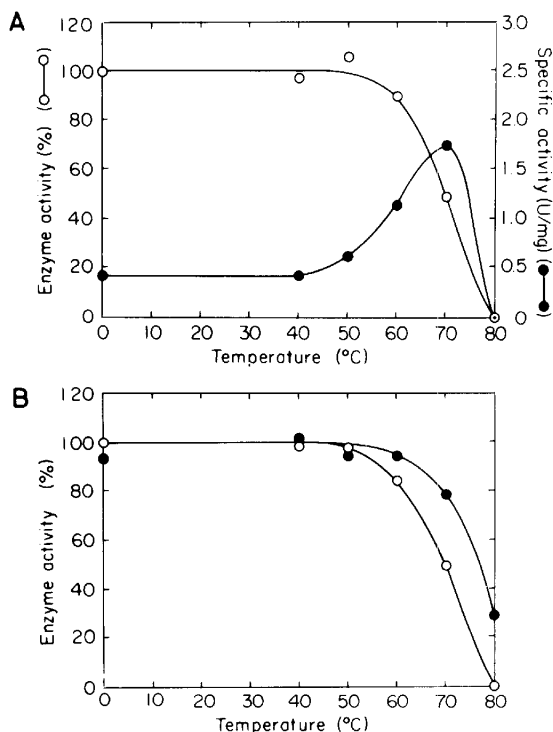 A
120
100
80
60
40
20
0
Enzyme activity (%) (○—○)
3.0
2.5
2.0
1.5
1.0
0.5
0
Specific activity (U/mg) (●—●)
0 10 20 30 40 50 60 70 80
Temperature (°C)
B
120
100
80
60
40
20
0
Enzyme activity (%)
0 10 20 30 40 50 60 70 80
Temperature (°C)